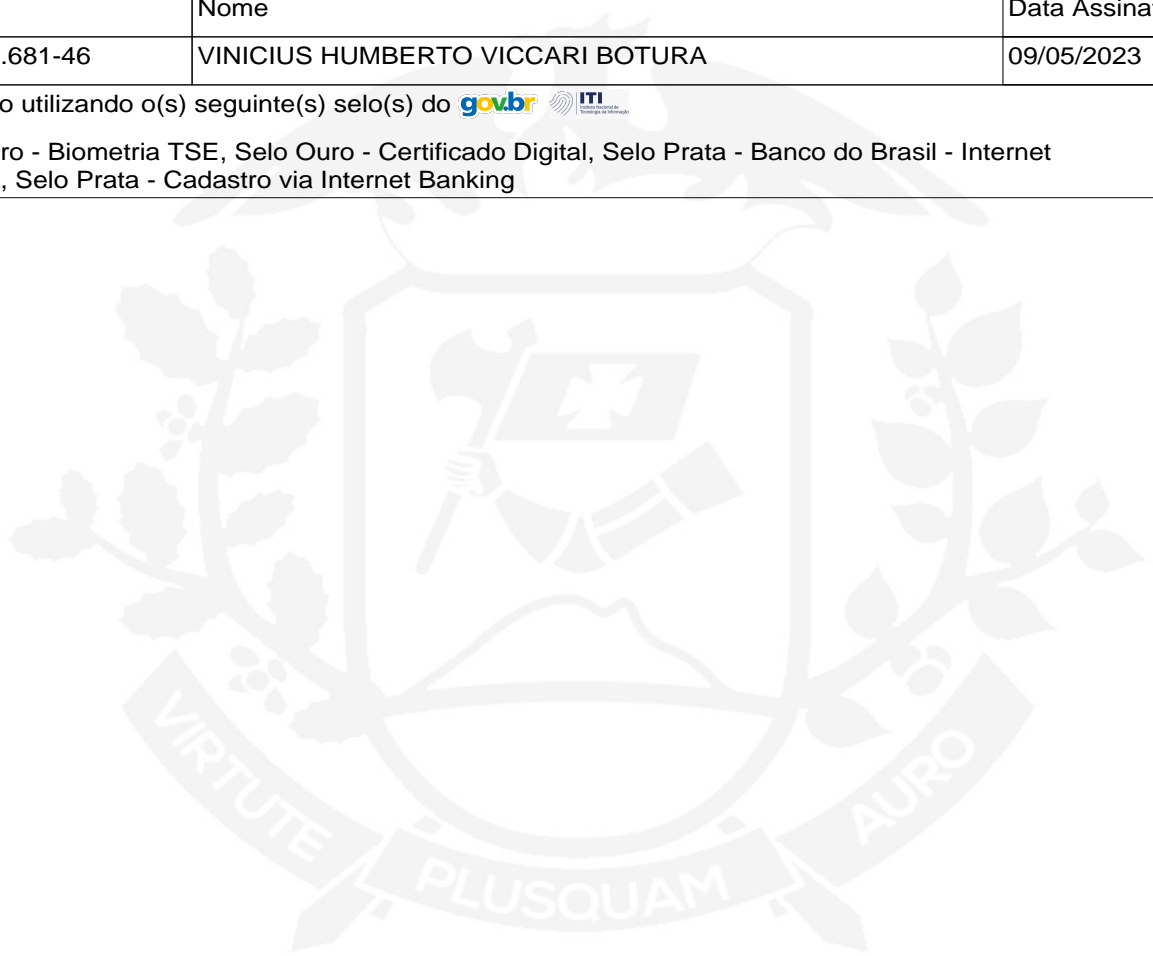 Nome Data Assinat
.681-46 VINICIUS HUMBERTO VICCARI BOTURA 09/05/2023
o utilizando o(s) seguinte(s) selo(s) do gov.br ITI
ro - Biometria TSE, Selo Ouro - Certificado Digital, Selo Prata - Banco do Brasil - Internet
, Selo Prata - Cadastro via Internet Banking
VIRTUTE PLUSQUAM AURO